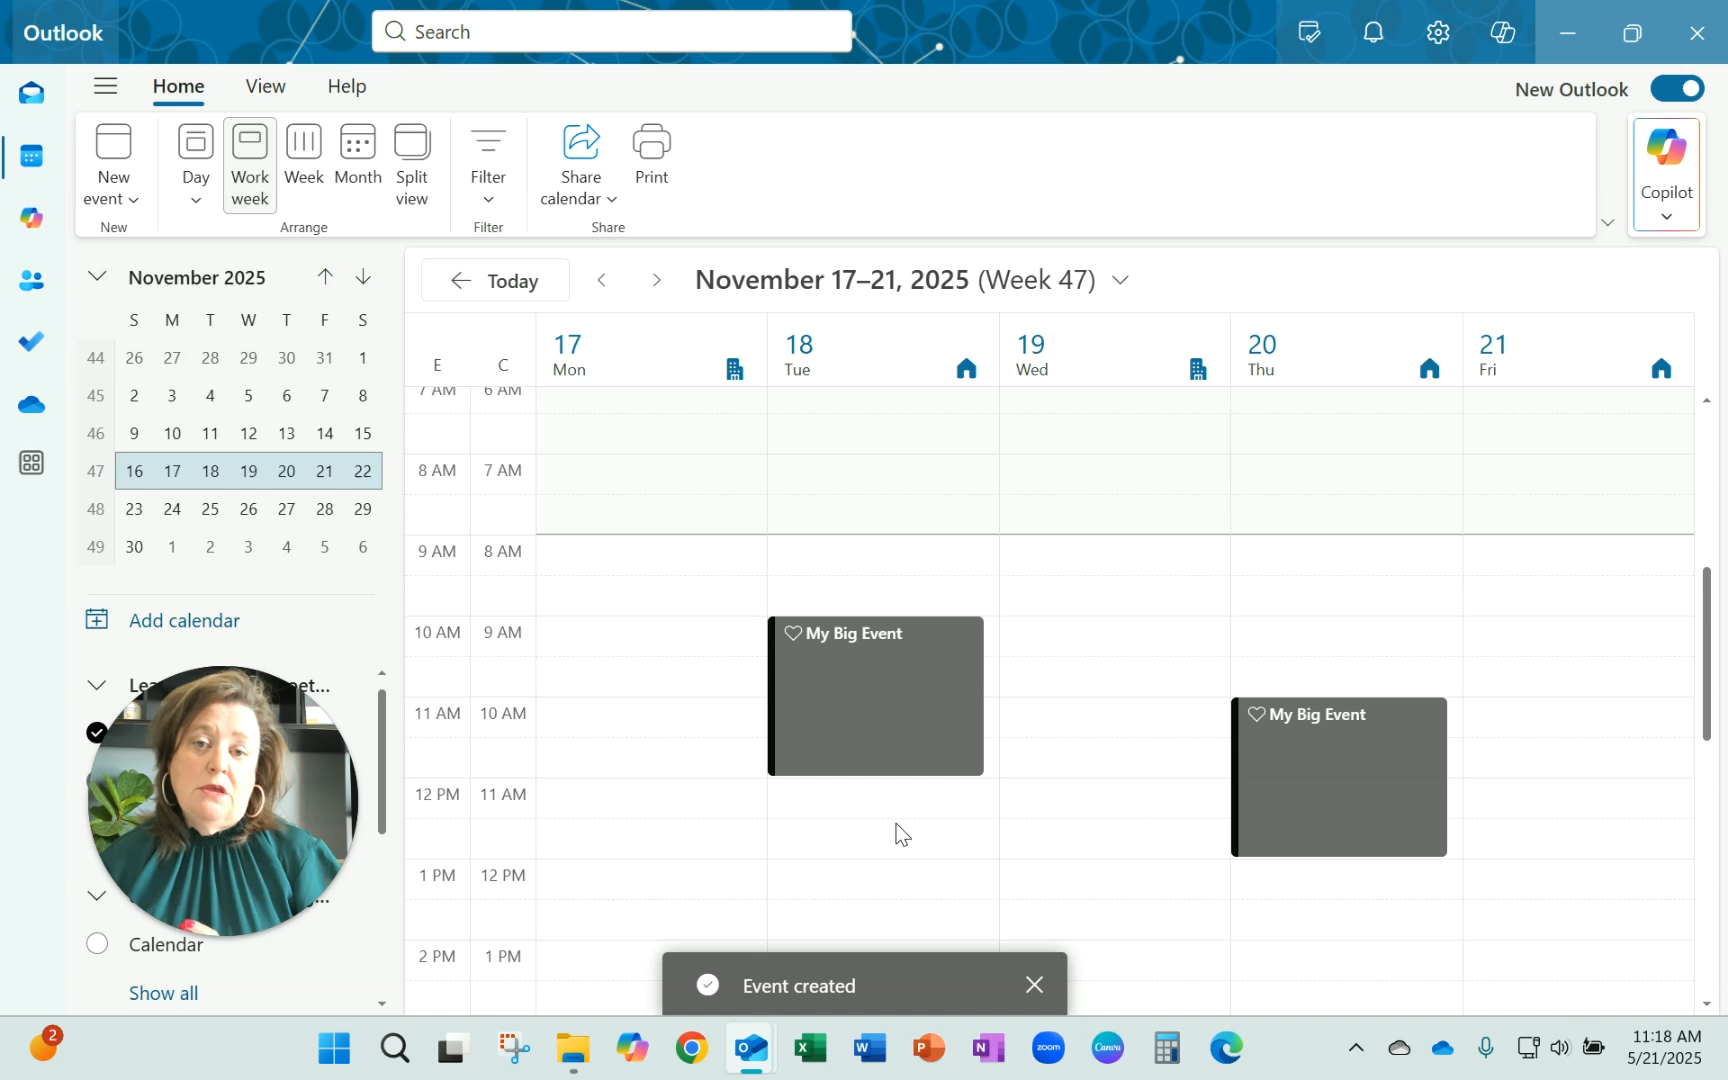 Outlook
Search
Home View Help
New Outlook
New event
Day
Work week
Week
Month
Split view
Filter
Share calendar
Print
Copilot
New
Arrange
Filter
Share
November 2025
S M T W T F S
44 26 27 28 29 30 31 1
45 2 3 4 5 6 7 8
46 9 10 11 12 13 14 15
47 16 17 18 19 20 21 22
48 23 24 25 26 27 28 29
49 30 1 2 3 4 5 6
Add calendar
Calendar
Show all
Today
November 17–21, 2025 (Week 47)
E C
17 Mon
18 Tue
19 Wed
20 Thu
21 Fri
7 AM 6 AM
8 AM 7 AM
9 AM 8 AM
10 AM 9 AM
My Big Event
11 AM 10 AM
My Big Event
12 PM 11 AM
1 PM 12 PM
2 PM 1 PM
Event created
2
zoom
Canva
11:18 AM
5/21/2025